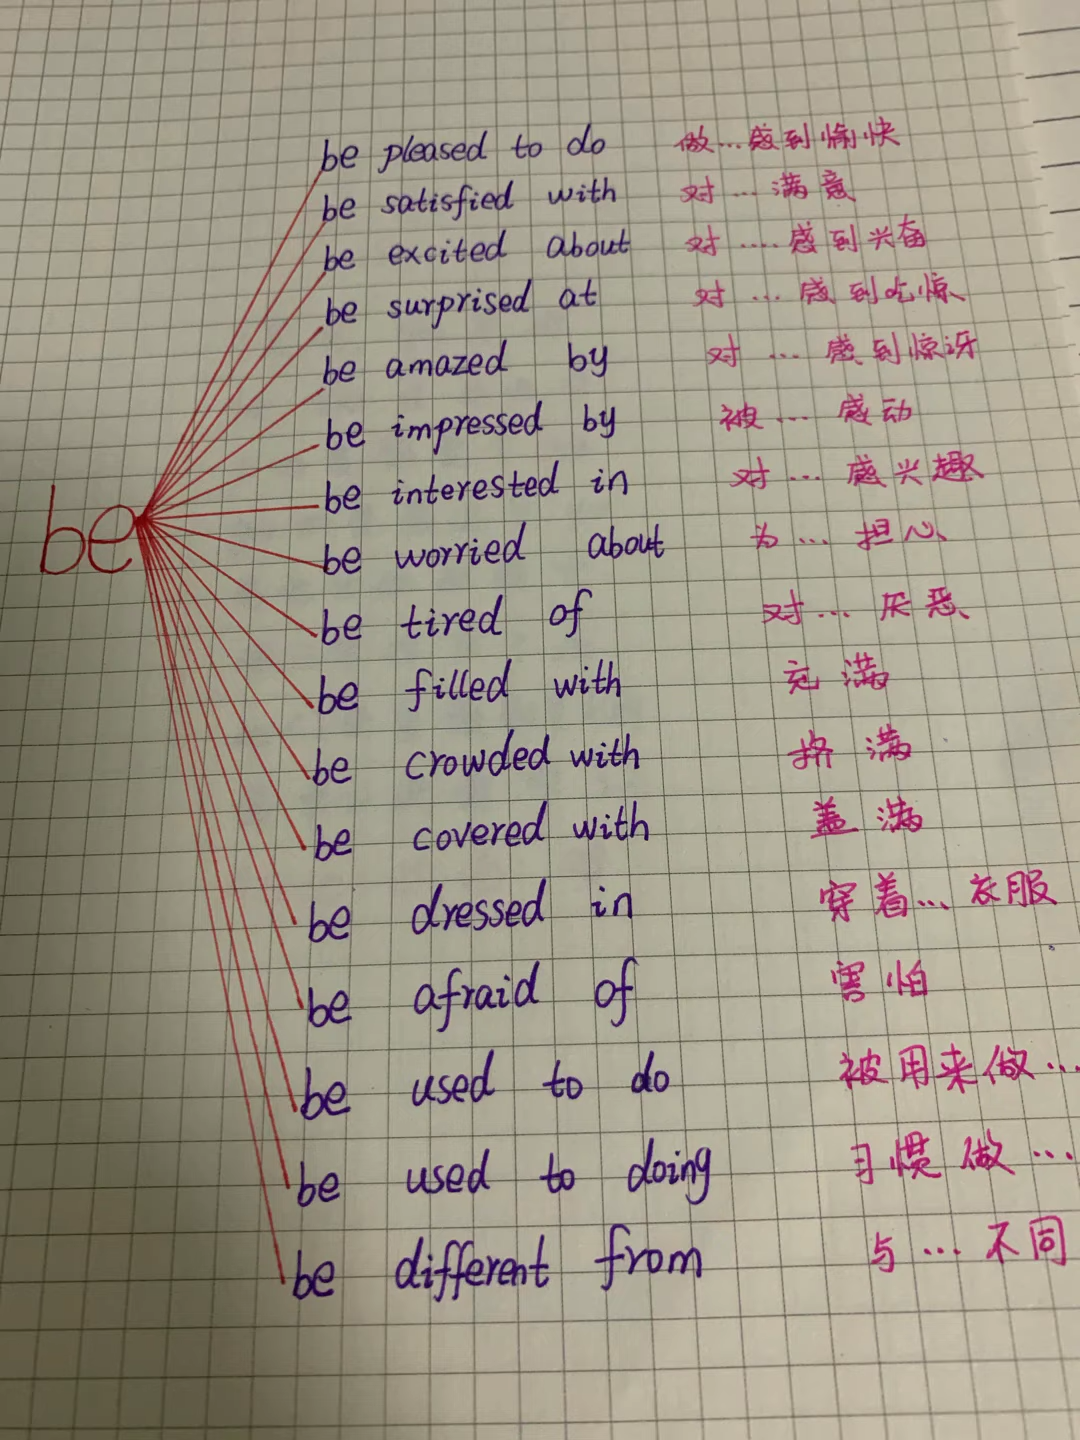 be pleased to do 做…感到愉快
be satisfied with 对…满意
be excited about 对....感到兴奋
be surprised at 对…感到吃惊
be amazed by 对…感到惊讶
be impressed by 被…感动
be interested in 对…感兴趣
be
be worried about 为…担心
be tired of 对…厌恶
be filled with 充满
be crowded with 挤满
be covered with 盖满
be dressed in 穿着…衣服
be afraid of 害怕
be used to do 被用来做…
be used to doing 习惯做…
be different from 与…不同